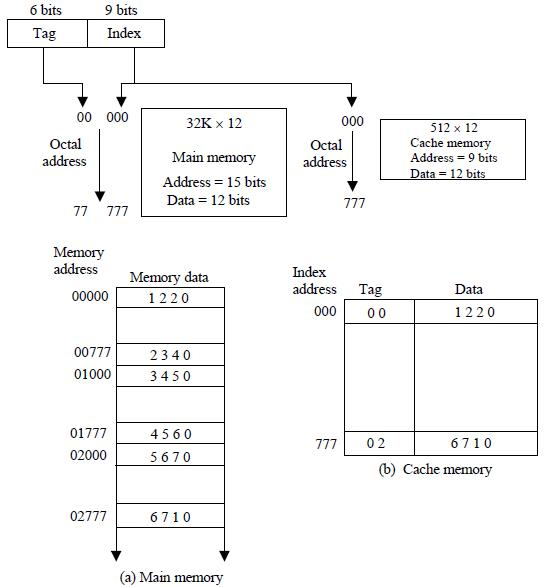 6 bits 9 bits
Tag Index
00 000
Octal
address
77 777
32K × 12
Main memory
Address = 15 bits
Data = 12 bits
000
Octal
address
777
512 × 12
Cache memory
Address = 9 bits
Data = 12 bits
Memory
address
Memory data
00000 1 2 2 0
00777 2 3 4 0
01000 3 4 5 0
01777 4 5 6 0
02000 5 6 7 0
02777 6 7 1 0
(a) Main memory
Index
address Tag Data
000 0 0 1 2 2 0
777 0 2 6 7 1 0
(b) Cache memory